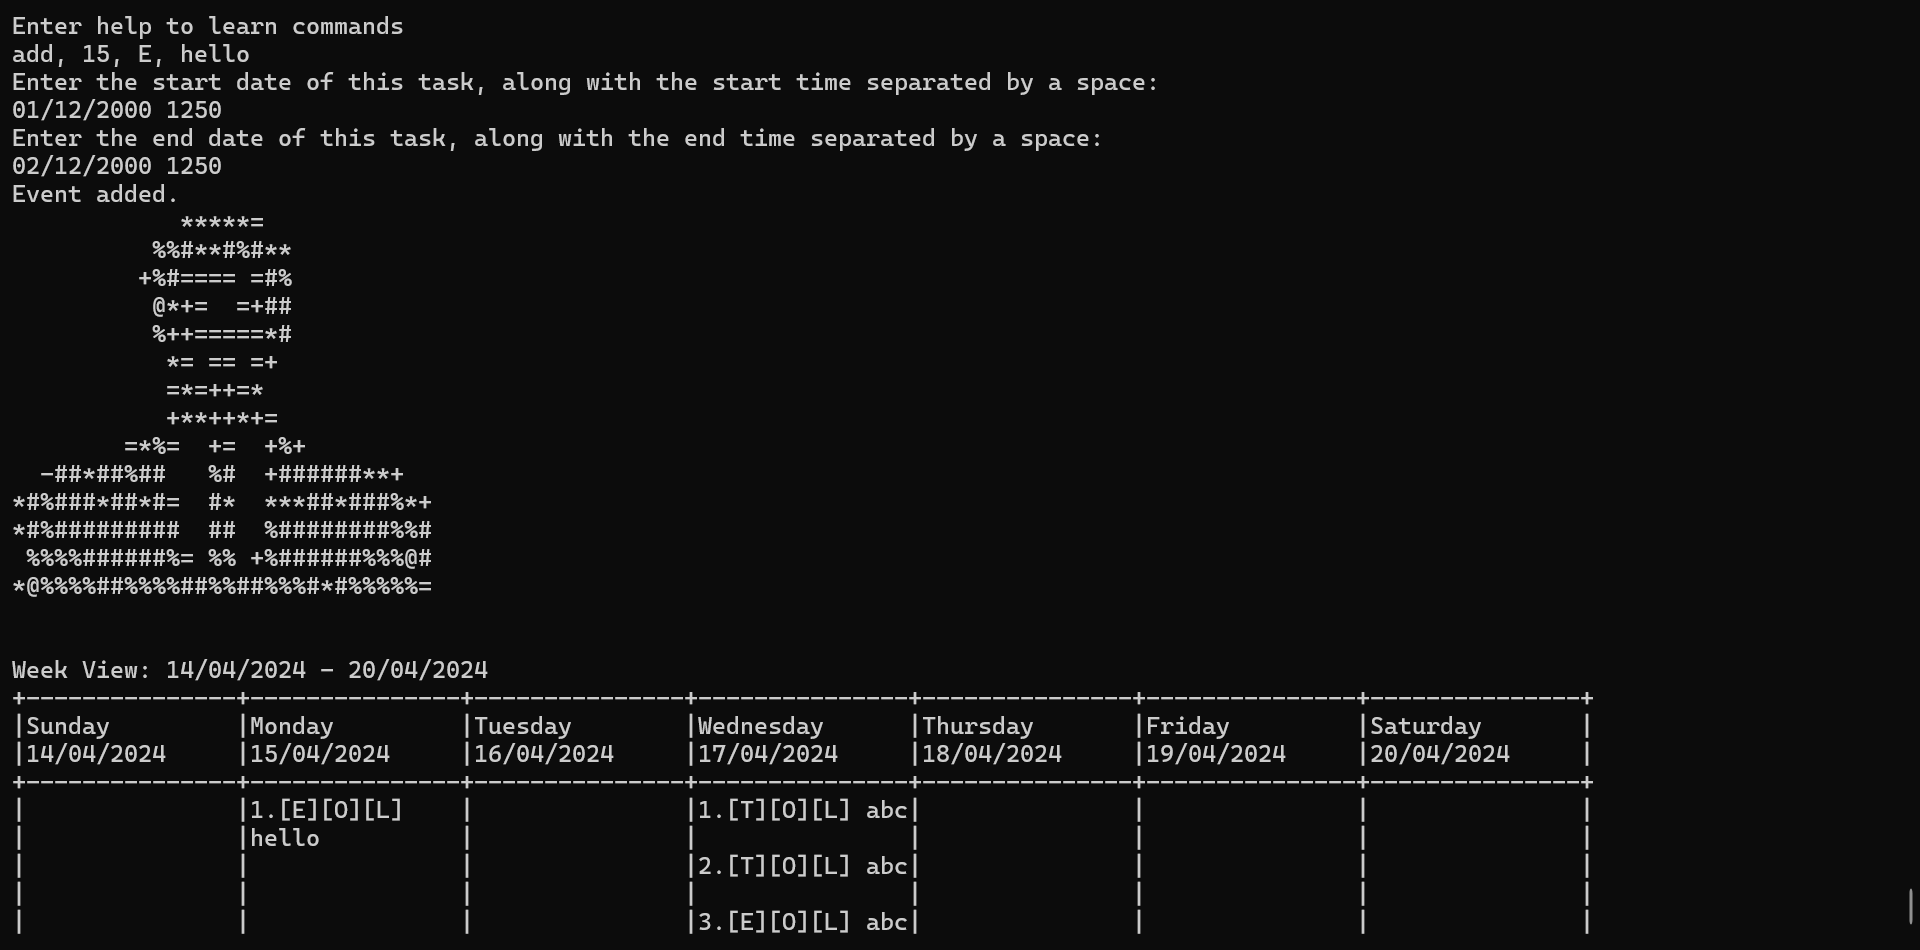 Enter help to learn commands
add, 15, E, hello
Enter the start date of this task, along with the start time separated by a space:
01/12/2000 1250
Enter the end date of this task, along with the end time separated by a space:
02/12/2000 1250
Event added.
            *****=
          %%#**#%#**
         +%#==== =#%
          @*+=  =+##
          %++=====*#
           *= == =+
           =*=++=*
           +**++*+=
        =*%=  +=  +%+
  -##*##%##   %#  +######**+
*#%###*##*#=  #*  ***##*###%*+
*#%#########  ##  %########%%#
 %%%%######%= %% +%######%%%@#
*@%%%%##%%%%##%%##%%%#*#%%%%%=
Week View: 14/04/2024 - 20/04/2024
+---------------+---------------+---------------+---------------+---------------+---------------+---------------+
|Sunday         |Monday         |Tuesday        |Wednesday      |Thursday       |Friday         |Saturday       |
|14/04/2024     |15/04/2024     |16/04/2024     |17/04/2024     |18/04/2024     |19/04/2024     |20/04/2024     |
+---------------+---------------+---------------+---------------+---------------+---------------+---------------+
|               |1.[E][O][L]    |               |1.[T][O][L] abc|               |               |               |
|               |hello          |               |               |               |               |               |
|               |               |               |2.[T][O][L] abc|               |               |               |
|               |               |               |               |               |               |               |
|               |               |               |3.[E][O][L] abc|               |               |               |